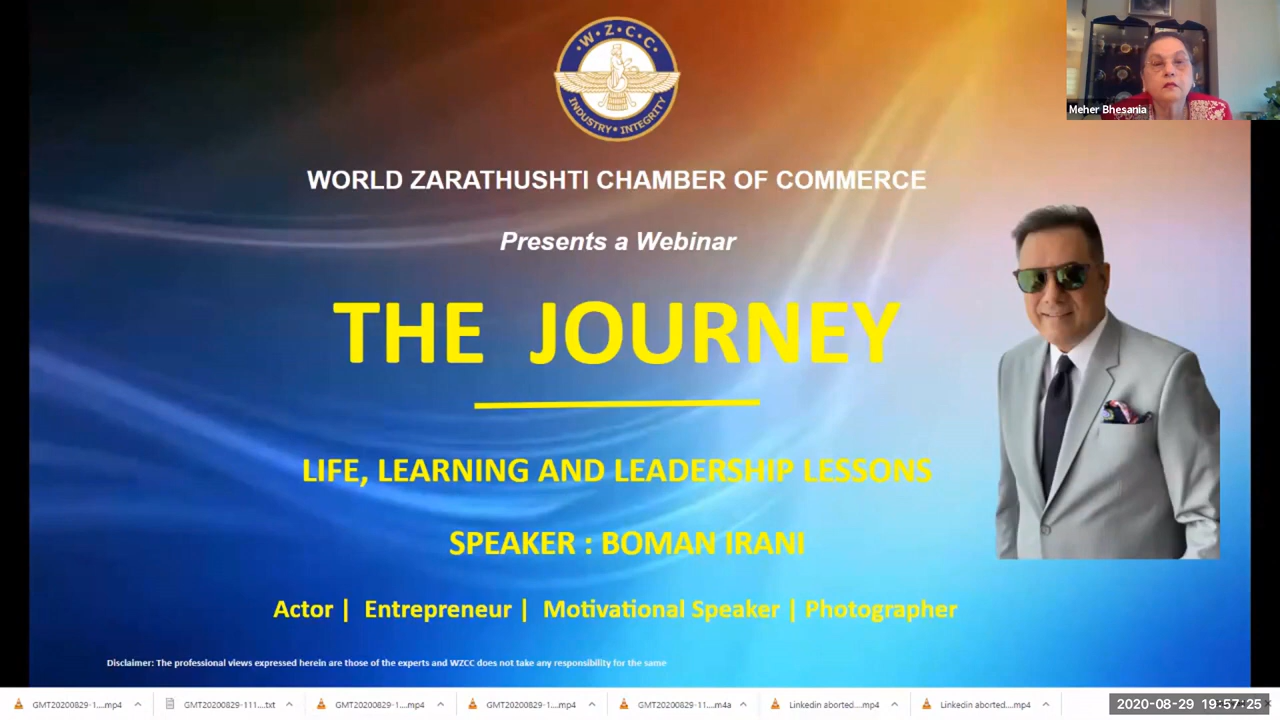 W·Z·C·C
INDUSTRY • INTEGRITY
Meher Bhesania
WORLD ZARATHUSHTI CHAMBER OF COMMERCE
Presents a Webinar
THE JOURNEY
LIFE, LEARNING AND LEADERSHIP LESSONS
SPEAKER : BOMAN IRANI
Actor | Entrepreneur | Motivational Speaker | Photographer
Disclaimer: The professional views expressed herein are those of the experts and WZCC does not take any responsibility for the same
GMT20200829-1....mp4
GMT20200829-111....txt
GMT20200829-1....mp4
GMT20200829-1....mp4
GMT20200829-11....m4a
Linkedin aborted....mp4
Linkedin aborted....mp4
2020-08-29 19:57:25